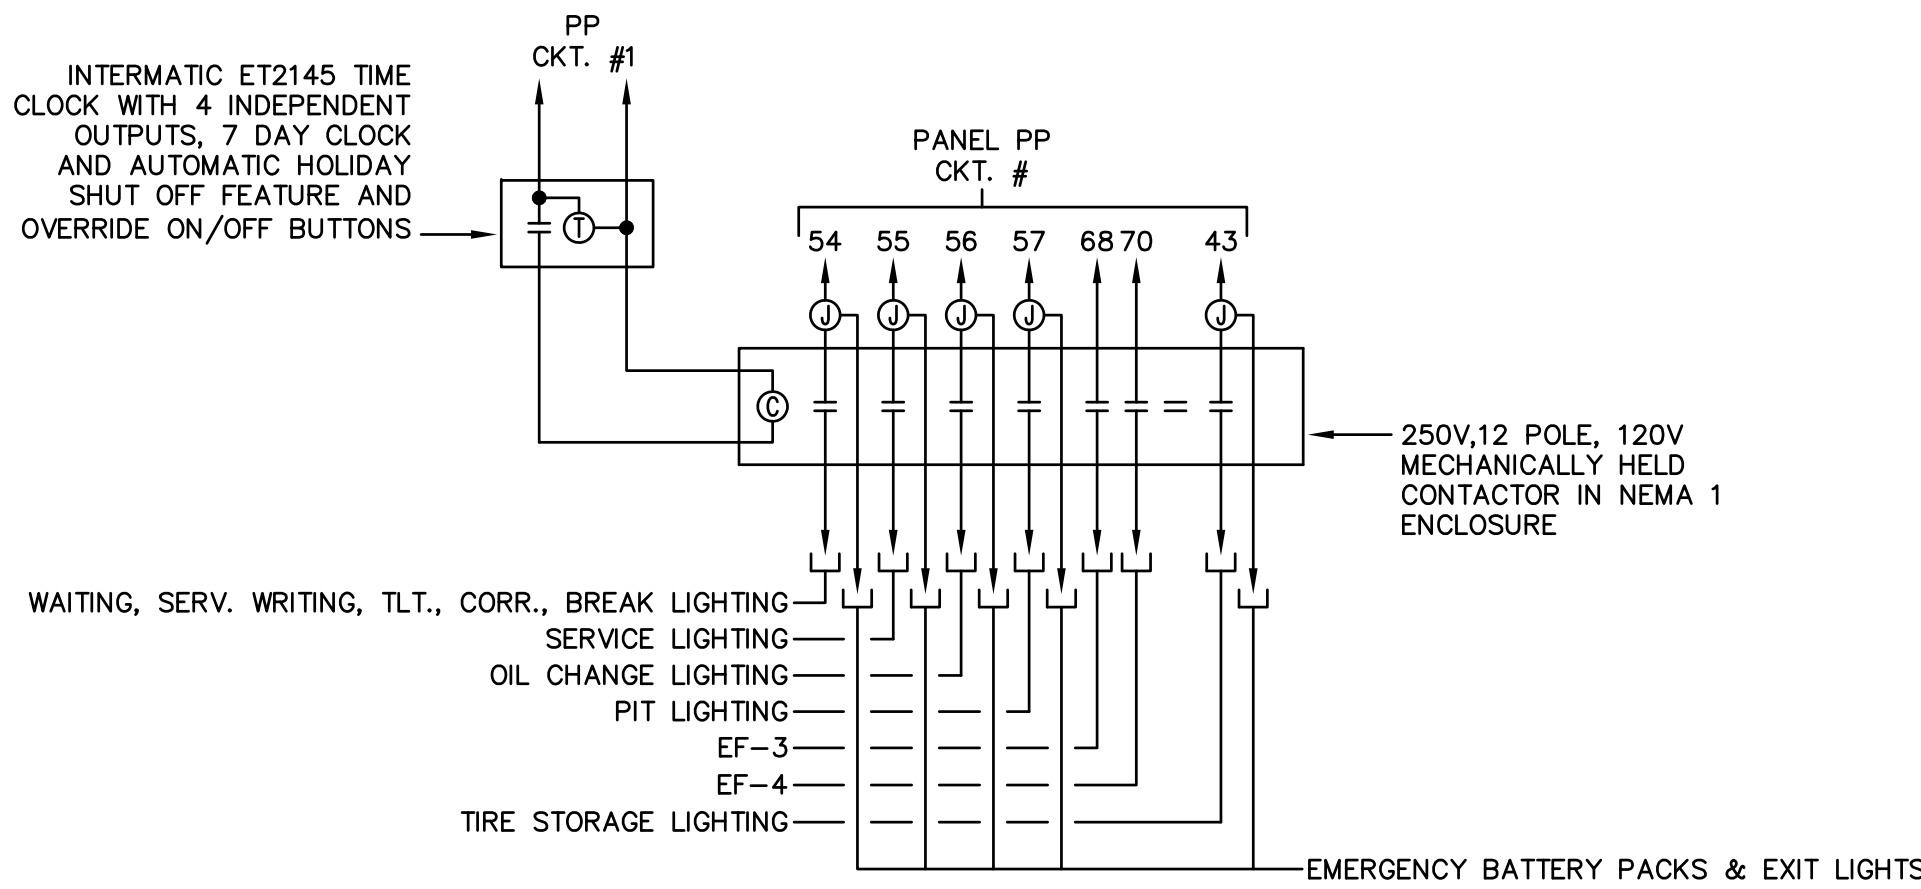 PP
CKT. #1
INTERMATIC ET2145 TIME
CLOCK WITH 4 INDEPENDENT
OUTPUTS, 7 DAY CLOCK
AND AUTOMATIC HOLIDAY
SHUT OFF FEATURE AND
OVERRIDE ON/OFF BUTTONS
T
PANEL PP
CKT. #
54 55 56 57 68 70 43
J J J J J
C
250V,12 POLE, 120V
MECHANICALLY HELD
CONTACTOR IN NEMA 1
ENCLOSURE
WAITING, SERV. WRITING, TLT., CORR., BREAK LIGHTING
SERVICE LIGHTING
OIL CHANGE LIGHTING
PIT LIGHTING
EF-3
EF-4
TIRE STORAGE LIGHTING
EMERGENCY BATTERY PACKS & EXIT LIGHTS